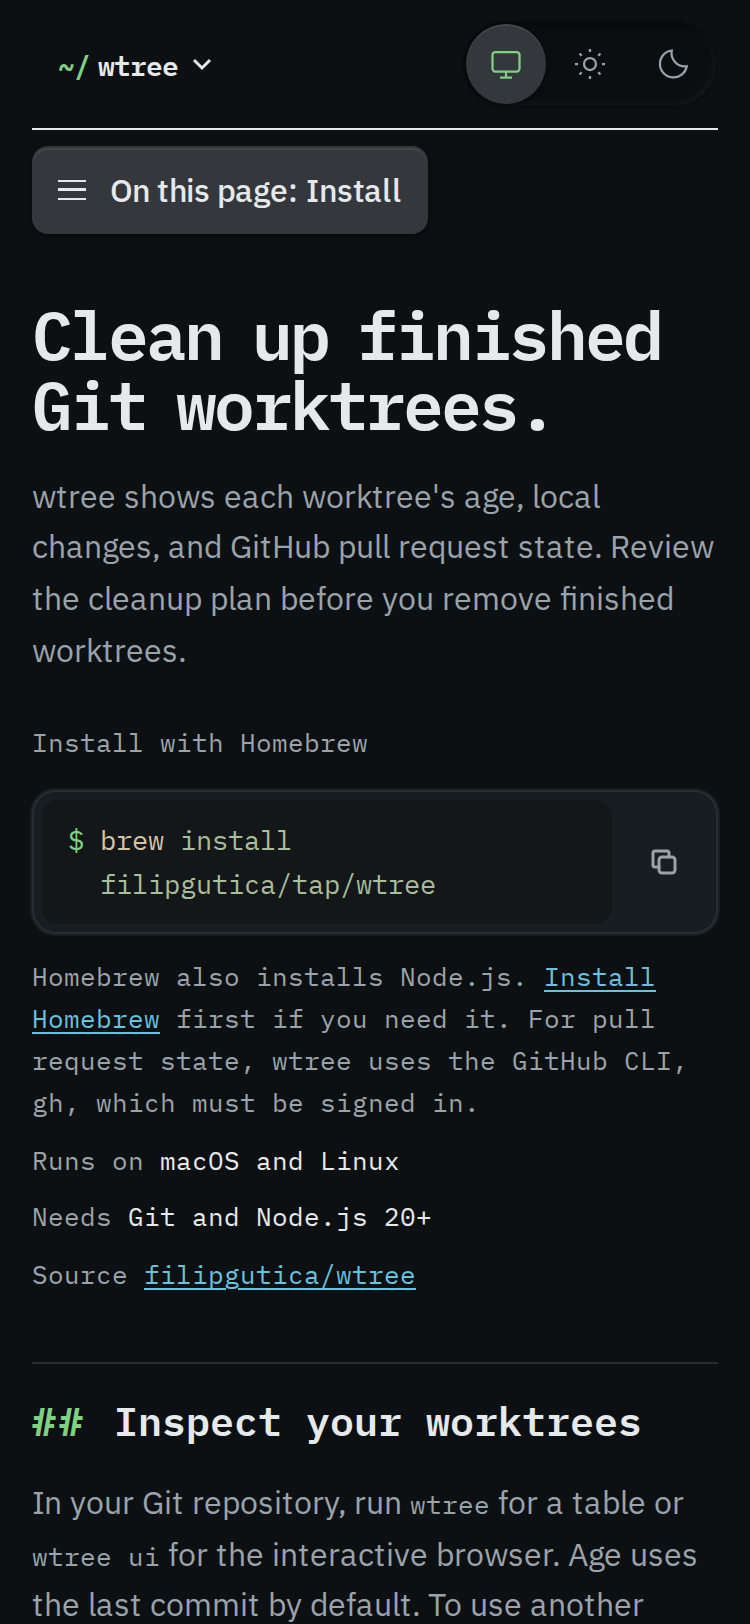 ~/ wtree
On this page: Install
Clean up finished
Git worktrees.
wtree shows each worktree's age, local
changes, and GitHub pull request state. Review
the cleanup plan before you remove finished
worktrees.
Install with Homebrew
$ brew install
filipgutica/tap/wtree
Homebrew also installs Node.js. Install
Homebrew first if you need it. For pull
request state, wtree uses the GitHub CLI,
gh, which must be signed in.
Runs on macOS and Linux
Needs Git and Node.js 20+
Source filipgutica/wtree
## Inspect your worktrees
In your Git repository, run wtree for a table or
wtree ui for the interactive browser. Age uses
the last commit by default. To use another